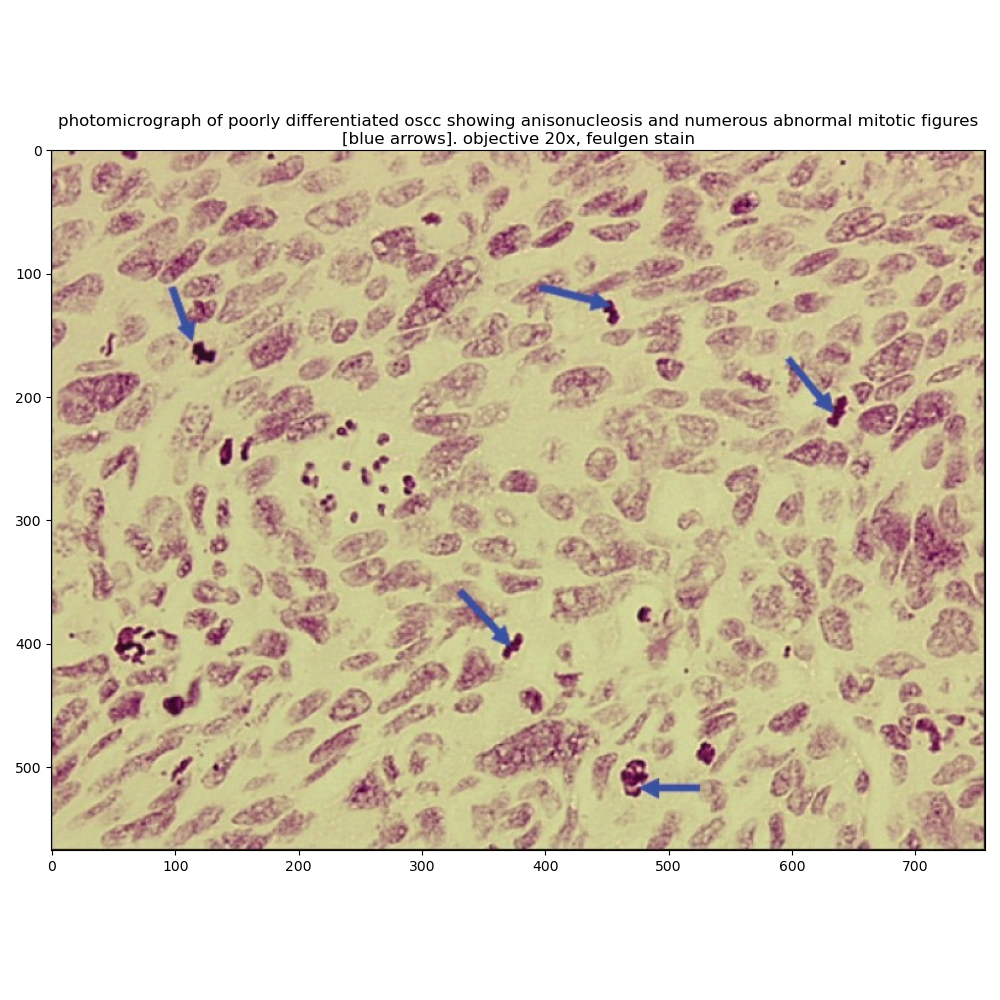 photomicrograph of poorly differentiated oscc showing anisonucleosis and numerous abnormal mitotic figures
[blue arrows]. objective 20x, feulgen stain
0
100
200
300
400
500
0 100 200 300 400 500 600 700